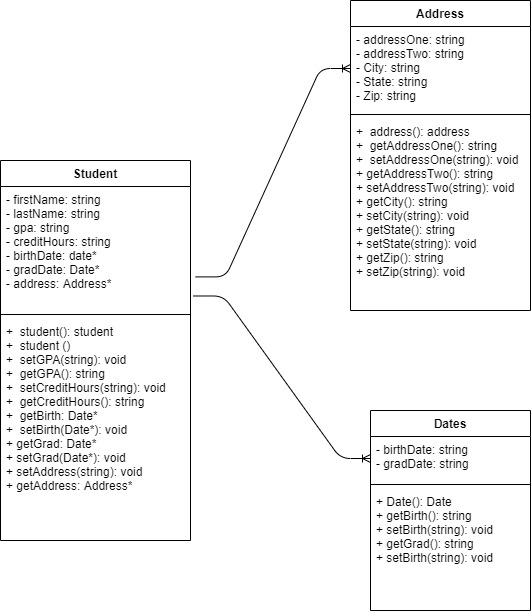 Address
- addressOne: string
- addressTwo: string
- City: string
- State: string
- Zip: string
+ address(): address
+ getAddressOne(): string
+ setAddressOne(string): void
+ getAddressTwo(): string
+ setAddressTwo(string): void
+ getCity(): string
+ setCity(string): void
+ getState(): string
+ setState(string): void
+ getZip(): string
+ setZip(string): void
Student
- firstName: string
- lastName: string
- gpa: string
- creditHours: string
- birthDate: date*
- gradDate: Date*
- address: Address*
+ student(): student
+ student ()
+ setGPA(string): void
+ getGPA(): string
+ setCreditHours(string): void
+ getCreditHours(): string
+ getBirth: Date*
+ setBirth(Date*): void
+ getGrad: Date*
+ setGrad(Date*): void
+ setAddress(string): void
+ getAddress: Address*
Dates
- birthDate: string
- gradDate: string
+ Date(): Date
+ getBirth(): string
+ setBirth(string): void
+ getGrad(): string
+ setBirth(string): void